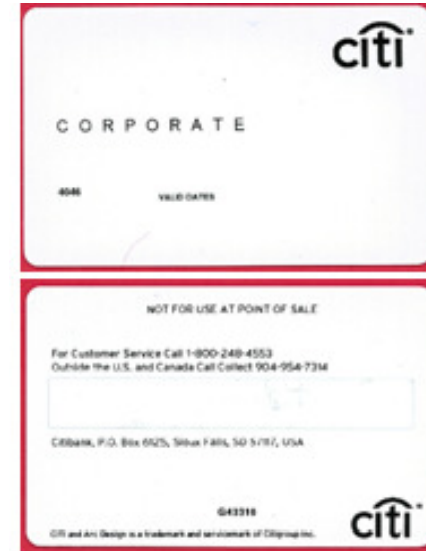 citi
CORPORATE
4046 VALID DATES
NOT FOR USE AT POINT OF SALE
For Customer Service Call 1-800-248-4553
Outside the U.S. and Canada Call Collect 904-954-7314
Citibank, P.O. Box 6125, Sioux Falls, SD 57117, USA
G43316
citi
CITI and Arc Design is a trademark and servicemark of Citigroup Inc.